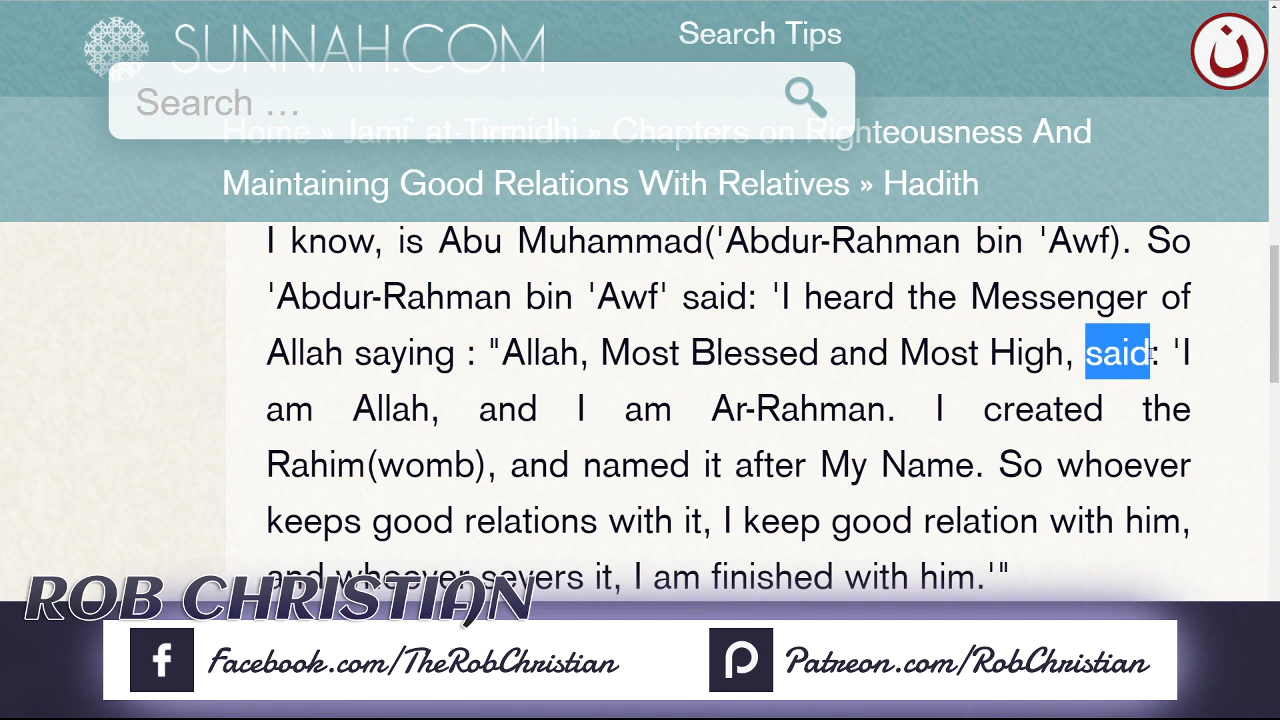 SUNNAH.COM
Search Tips
ن
Search ...
Home » Jami` at-Tirmidhi » Chapters on Righteousness And
Maintaining Good Relations With Relatives » Hadith
I know, is Abu Muhammad('Abdur-Rahman bin 'Awf). So
'Abdur-Rahman bin 'Awf' said: 'I heard the Messenger of
Allah saying : "Allah, Most Blessed and Most High, said: 'I
am Allah, and I am Ar-Rahman. I created the
Rahim(womb), and named it after My Name. So whoever
keeps good relations with it, I keep good relation with him,
and whoever severs it, I am finished with him.'"
ROB CHRISTIAN
f Facebook.com/TheRobChristian
Patreon.com/RobChristian